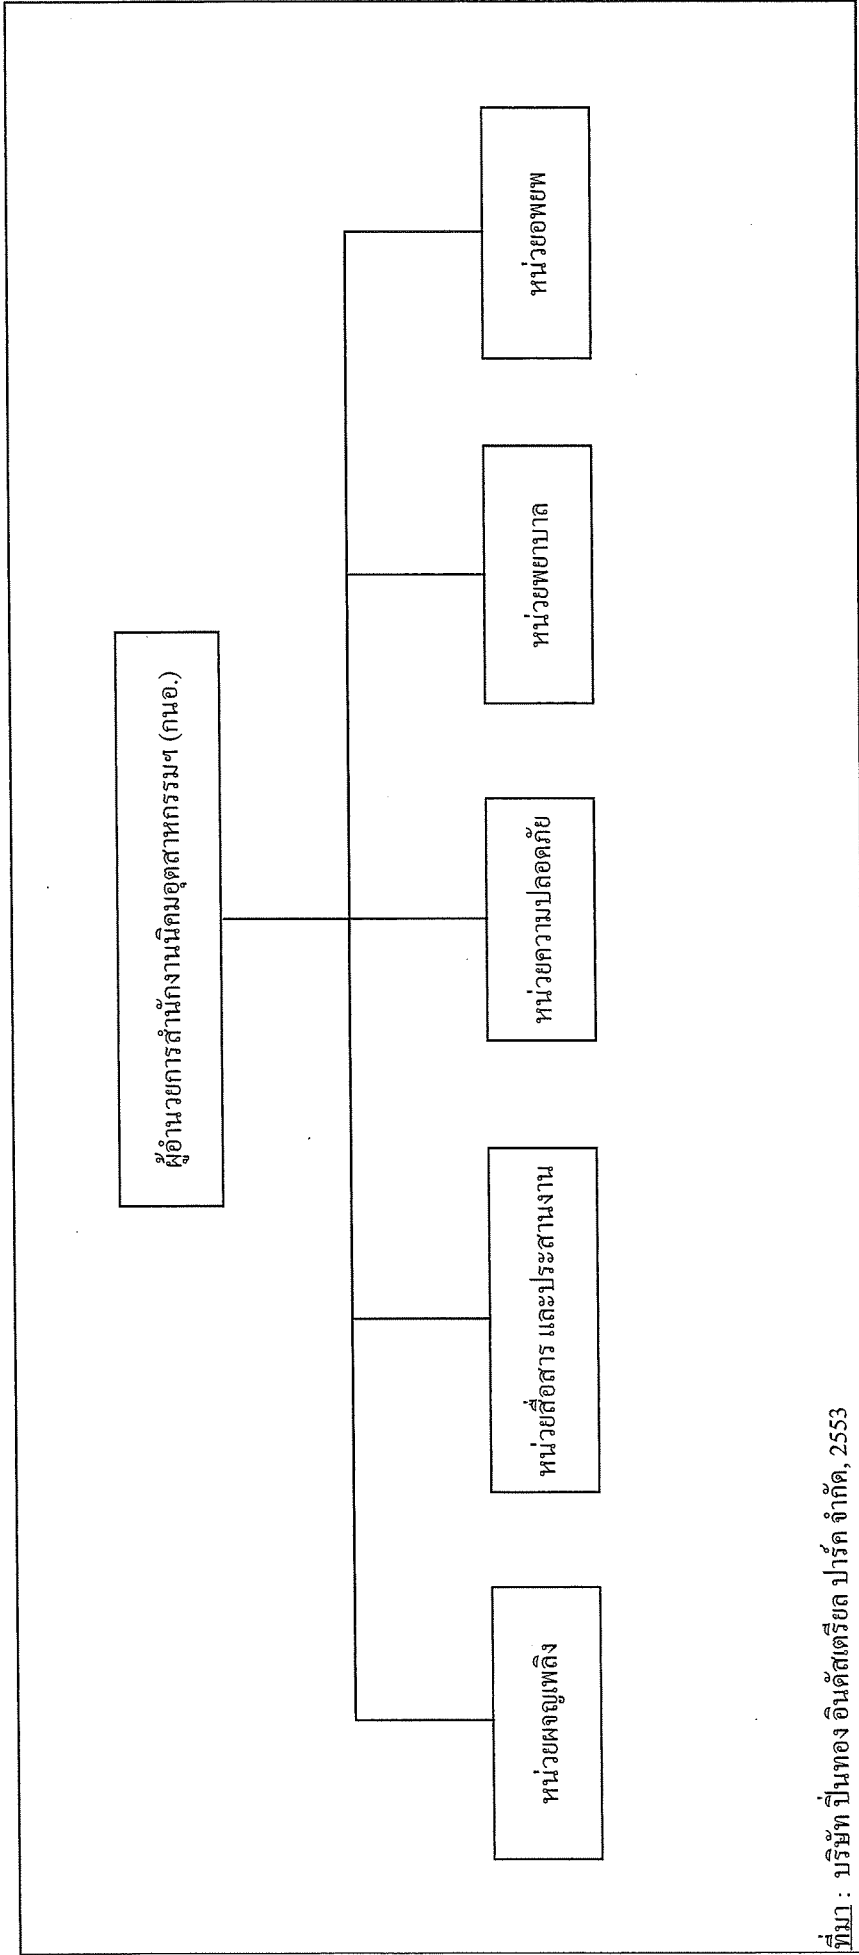 ผู้อำนวยการสำนักงานนิคมอุตสาหกรรมฯ (กนอ.)
หน่วยผจญเพลิง
หน่วยสื่อสาร และประสานงาน
หน่วยความปลอดภัย
หน่วยพยาบาล
หน่วยอพยพ
ที่มา : บริษัท ปิ่นทอง อินดัสเตรียล ปาร์ค จำกัด, 2553